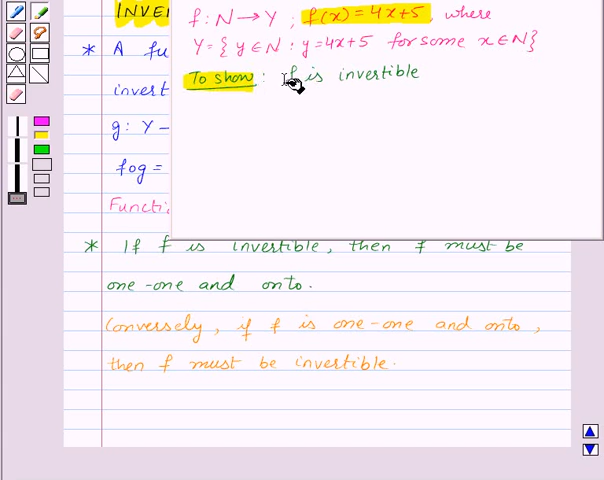 INVE
f : N → Y ; f(x) = 4x+5, where
Y = { y ∈ N : y = 4x+5 for some x ∈ N }
To show : f is invertible
* A fu
invert
g : Y –
fog =
Functi
* If f is invertible, then f must be
one-one and onto.
Conversely, if f is one-one and onto,
then f must be invertible.